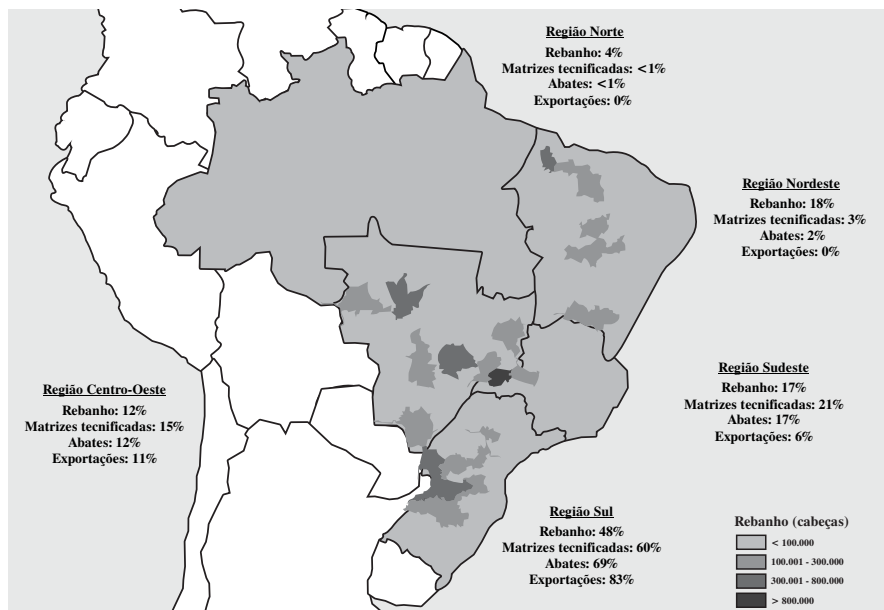 Região Norte
Rebanho: 4%
Matrizes tecnificadas: <1%
Abates: <1%
Exportações: 0%
Região Nordeste
Rebanho: 18%
Matrizes tecnificadas: 3%
Abates: 2%
Exportações: 0%
Região Sudeste
Rebanho: 17%
Matrizes tecnificadas: 21%
Abates: 17%
Exportações: 6%
Região Centro-Oeste
Rebanho: 12%
Matrizes tecnificadas: 15%
Abates: 12%
Exportações: 11%
Região Sul
Rebanho: 48%
Matrizes tecnificadas: 60%
Abates: 69%
Exportações: 83%
Rebanho (cabeças)
< 100.000
100.001 - 300.000
300.001 - 800.000
> 800.000